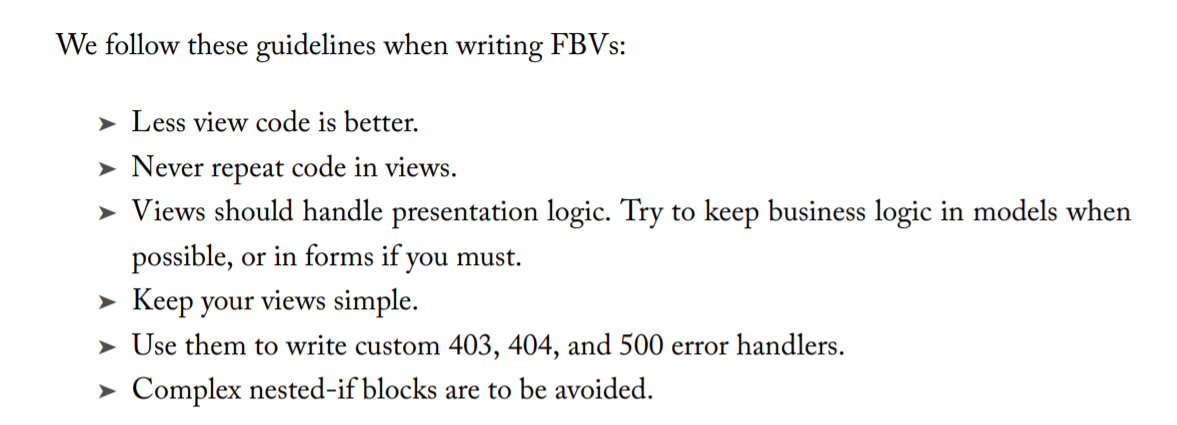 We follow these guidelines when writing FBVs:
➤ Less view code is better.
➤ Never repeat code in views.
➤ Views should handle presentation logic. Try to keep business logic in models when
possible, or in forms if you must.
➤ Keep your views simple.
➤ Use them to write custom 403, 404, and 500 error handlers.
➤ Complex nested-if blocks are to be avoided.